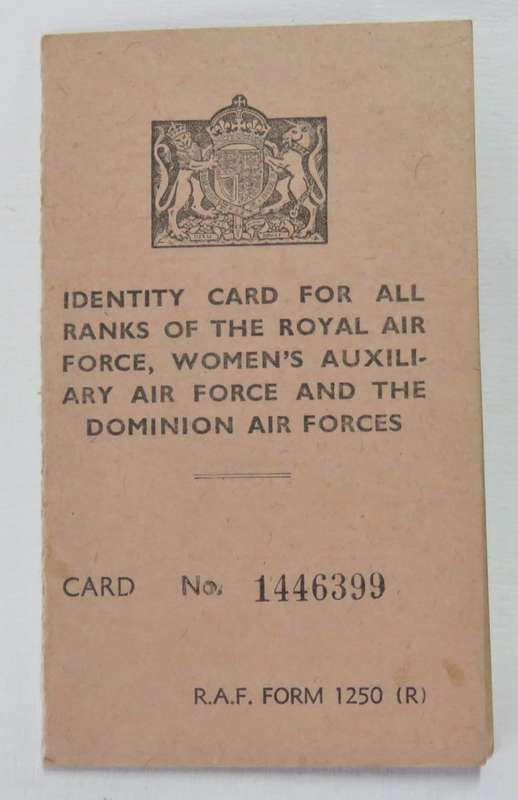 IDENTITY CARD FOR ALL
RANKS OF THE ROYAL AIR
FORCE, WOMEN'S AUXILI-
ARY AIR FORCE AND THE
DOMINION AIR FORCES
CARD No. 1446399
R.A.F. FORM 1250 (R)